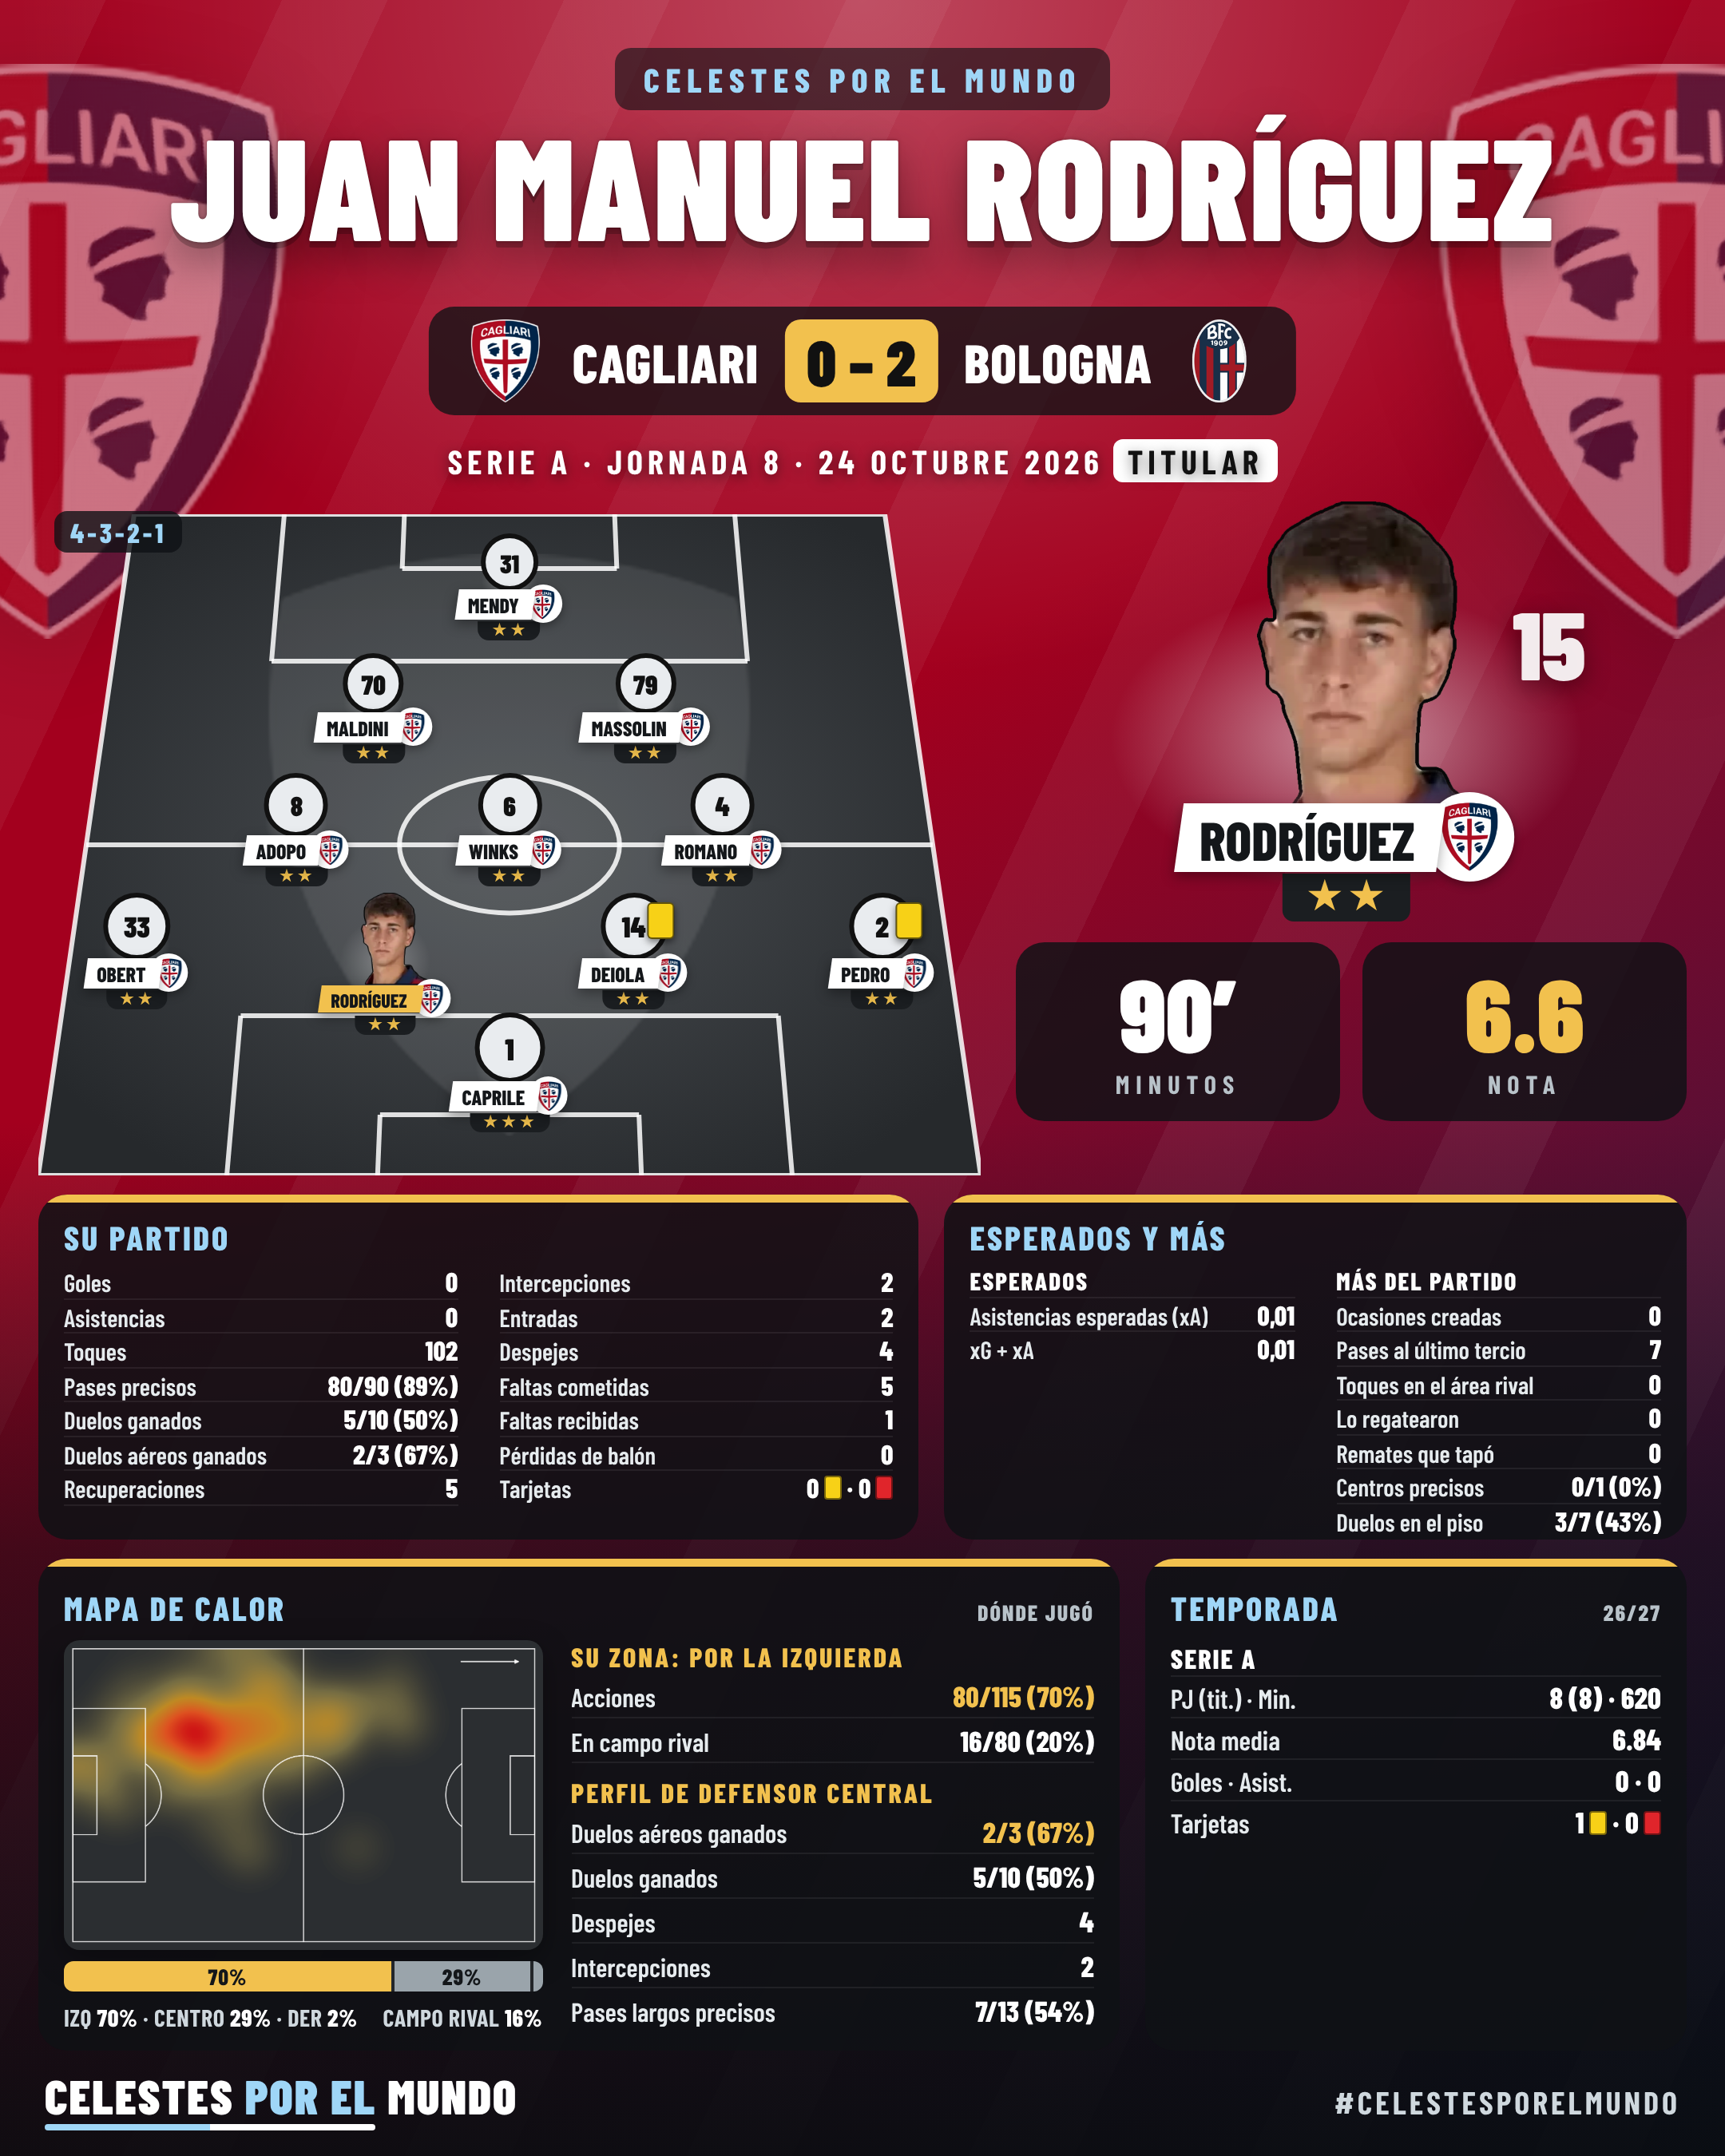 CELESTES POR EL MUNDO
JUAN MANUEL RODRÍGUEZ
CAGLIARI
CAGLIARI
CAGLIARI CAGLIARI 0 - 2 BOLOGNA BFC 1909
SERIE A · JORNADA 8 · 24 OCTUBRE 2026 TITULAR
4-3-2-1
31
MENDY
70 79
MALDINI MASSOLIN
8 6 4
ADOPO WINKS ROMANO
33 14 2
OBERT DEIOLA PEDRO
RODRÍGUEZ
1
CAPRILE
15
RODRÍGUEZ CAGLIARI
90′
MINUTOS
6.6
NOTA
SU PARTIDO
Goles 0
Asistencias 0
Toques 102
Pases precisos 80/90 (89%)
Duelos ganados 5/10 (50%)
Duelos aéreos ganados 2/3 (67%)
Recuperaciones 5
Intercepciones 2
Entradas 2
Despejes 4
Faltas cometidas 5
Faltas recibidas 1
Pérdidas de balón 0
Tarjetas 0 · 0
ESPERADOS Y MÁS
ESPERADOS
Asistencias esperadas (xA) 0,01
xG + xA 0,01
MÁS DEL PARTIDO
Ocasiones creadas 0
Pases al último tercio 7
Toques en el área rival 0
Lo regatearon 0
Remates que tapó 0
Centros precisos 0/1 (0%)
Duelos en el piso 3/7 (43%)
MAPA DE CALOR DÓNDE JUGÓ
70% 29%
IZQ 70% · CENTRO 29% · DER 2% CAMPO RIVAL 16%
SU ZONA: POR LA IZQUIERDA
Acciones 80/115 (70%)
En campo rival 16/80 (20%)
PERFIL DE DEFENSOR CENTRAL
Duelos aéreos ganados 2/3 (67%)
Duelos ganados 5/10 (50%)
Despejes 4
Intercepciones 2
Pases largos precisos 7/13 (54%)
TEMPORADA 26/27
SERIE A
PJ (tit.) · Min. 8 (8) · 620
Nota media 6.84
Goles · Asist. 0 · 0
Tarjetas 1 · 0
CELESTES POR EL MUNDO
#CELESTESPORELMUNDO